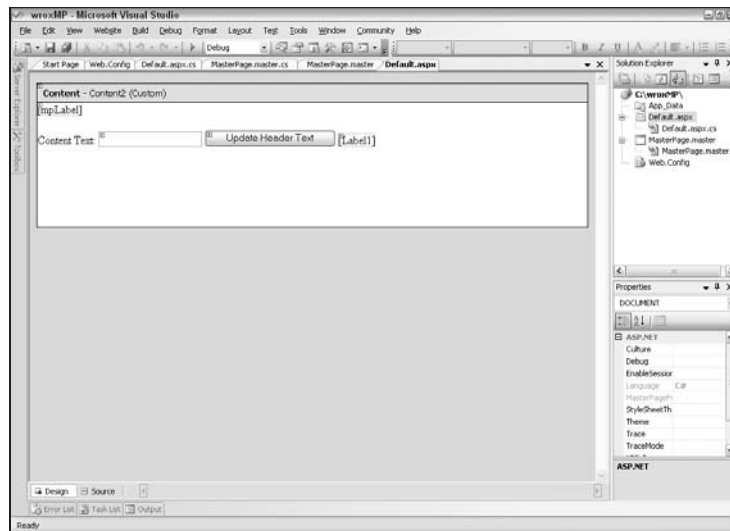 wroxMP - Microsoft Visual Studio
File Edit View Website Build Debug Format Layout Test Tools Window Community Help
Debug
B I U A
Start Page Web.Config Default.aspx.cs MasterPage.master.cs MasterPage.master Default.aspx
Server Explorer
Toolbox
Content - Content2 (Custom)
[mpLabel]
Content Text: Update Header Text [Label1]
Design Source
Error List Task List Output
Ready
Solution Explorer
C:\wroxMP\
App_Data
Default.aspx
Default.aspx.cs
MasterPage.master
MasterPage.master
Web.Config
Properties
DOCUMENT
ASP.NET
Culture
Debug
EnableSession
Language C#
MasterPageFi
StyleSheetTh
Theme
Trace
TraceMode
ASP.NET